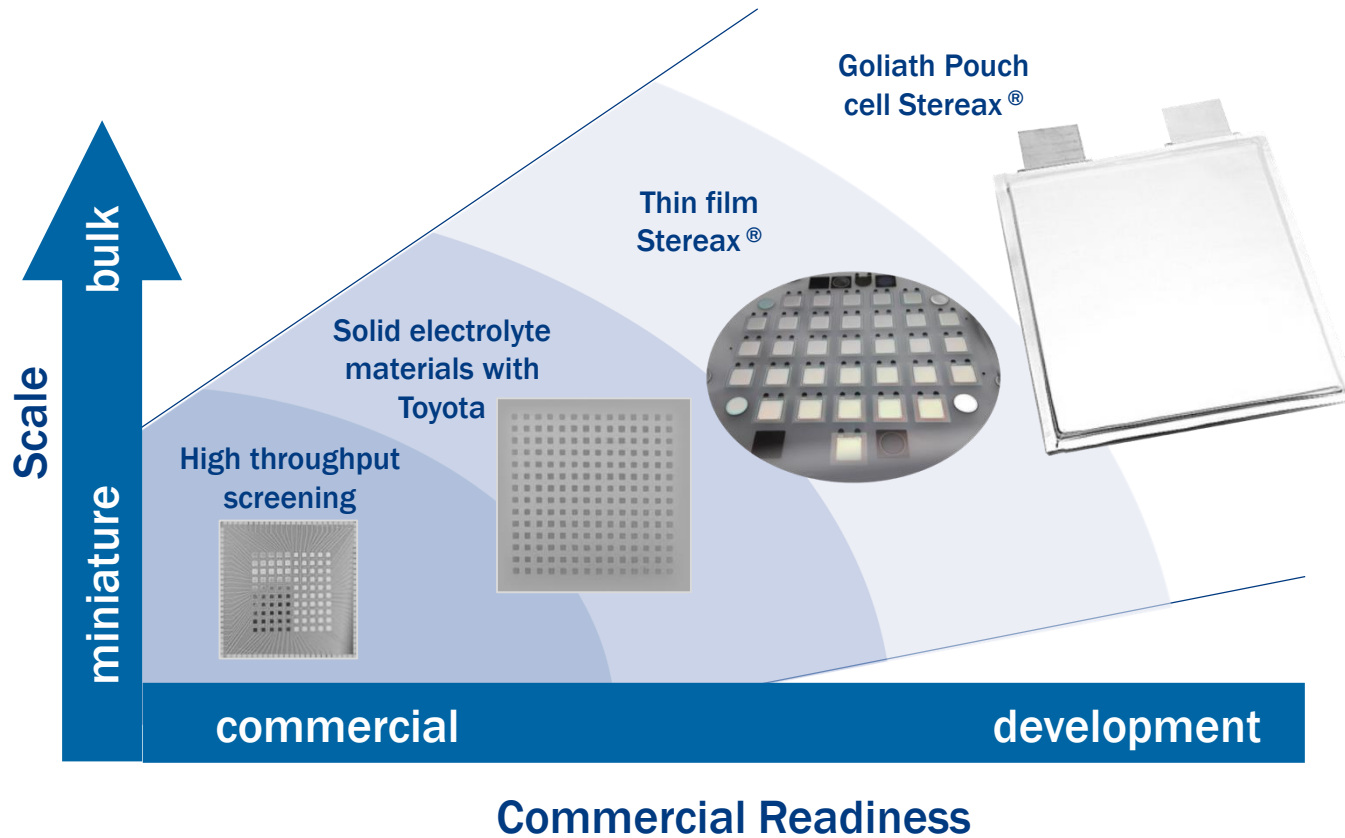 Goliath Pouch
cell Stereax ®
Thin film
Stereax ®
Solid electrolyte
materials with
Toyota
High throughput
screening
Scale
bulk
miniature
commercial
development
Commercial Readiness